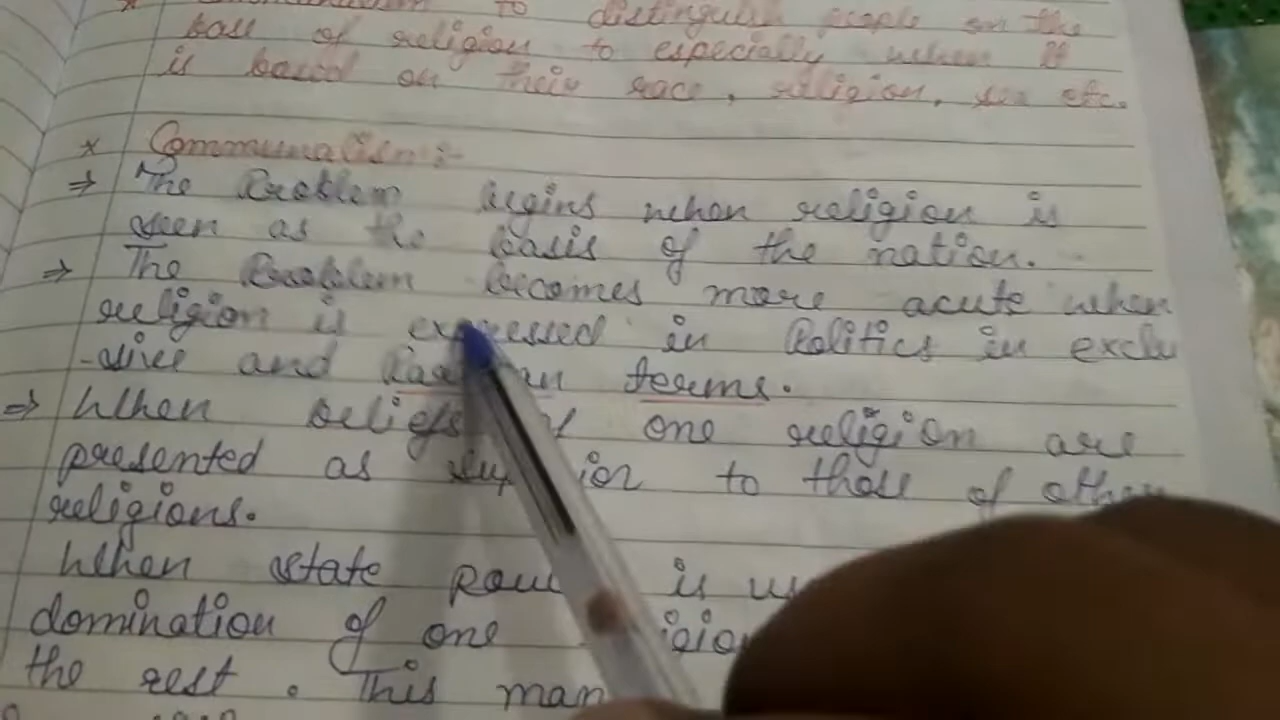 to distinguish people on the
base of religion to especially when it
is based on their race, religion, sex etc.
* Communalism :-
⇒ The Problem begins when religion is
seen as the basis of the nation.
⇒ The Problem becomes more acute when
religion is expressed in Politics in exclu
-sive and terms.
⇒ When beliefs one religion are
presented as to those of other
religions.
When state is
domination of one
the rest. This